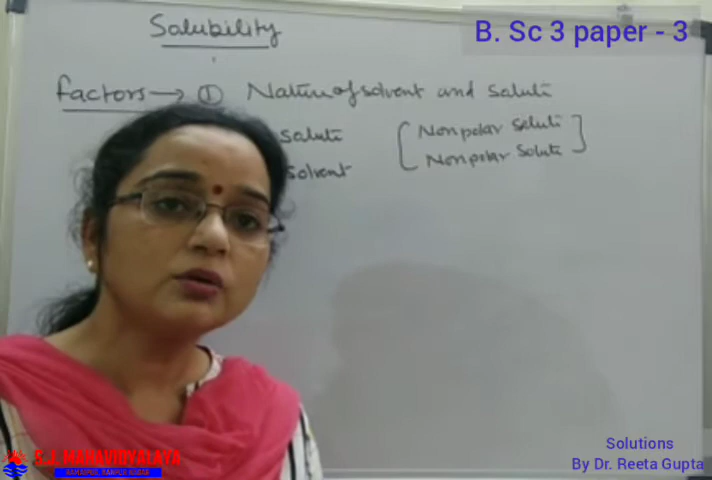 Solubility
B. Sc 3 paper - 3
factors → ① Nature of solvent and solute
solute [ Nonpolar solute
solvent Nonpolar solute ]
S.J. MAHAVIDYALAYA
Solutions
By Dr. Reeta Gupta